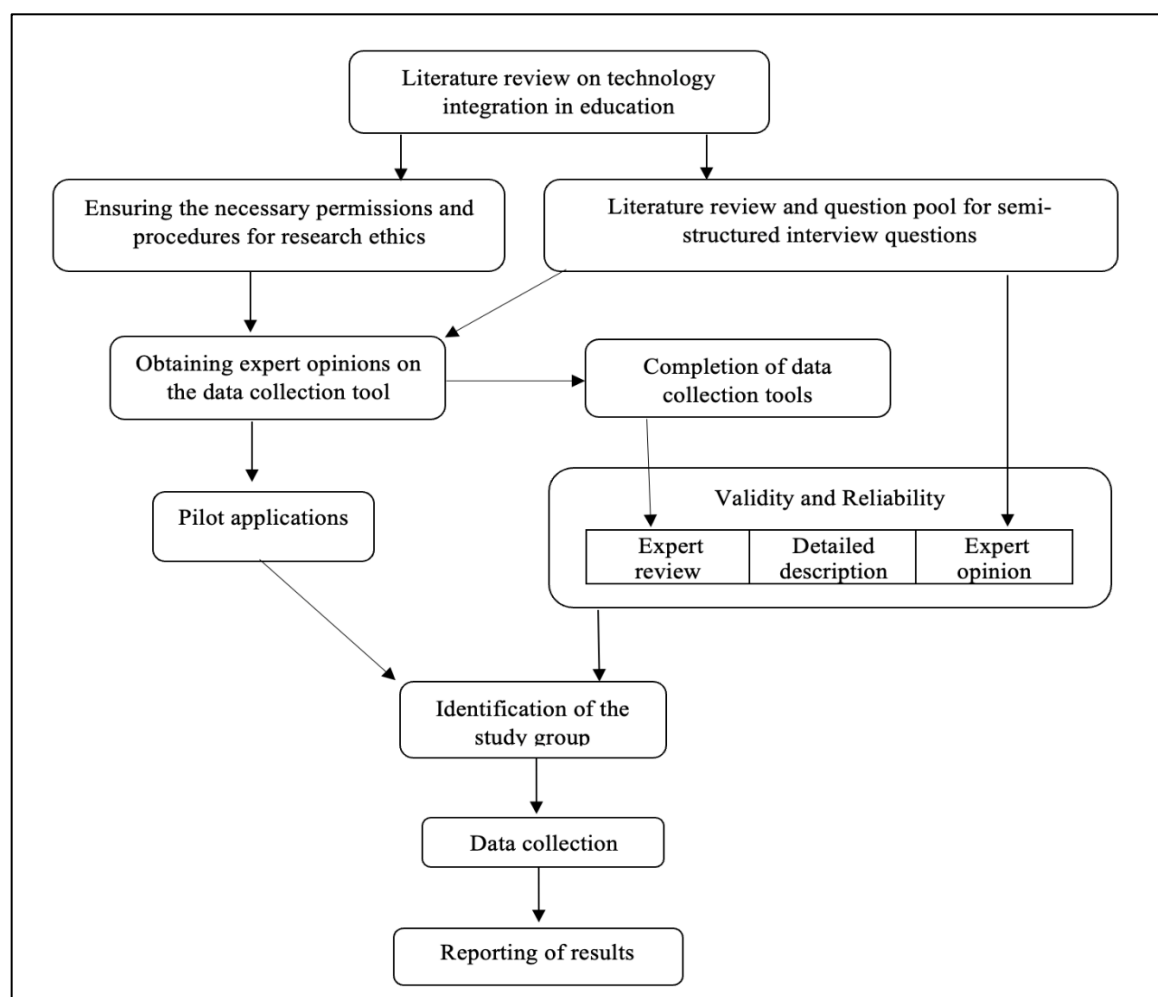 Literature review on technology
integration in education
Ensuring the necessary permissions and
procedures for research ethics
Literature review and question pool for semi-
structured interview questions
Obtaining expert opinions on
the data collection tool
Completion of data
collection tools
Pilot applications
Validity and Reliability
Expert
review
Detailed
description
Expert
opinion
Identification of the
study group
Data collection
Reporting of results